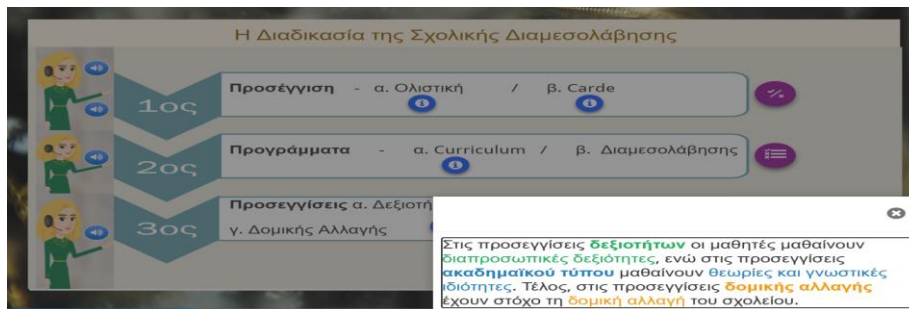 Η Διαδικασία της Σχολικής Διαμεσολάβησης
1ος
Προσέγγιση - α. Ολιστική / β. Carde
2ος
Προγράμματα - α. Curriculum / β. Διαμεσολάβησης
3ος
Προσεγγίσεις α. Δεξιοτή
γ. Δομικής Αλλαγής
Στις προσεγγίσεις δεξιοτήτων οι μαθητές μαθαίνουν
διαπροσωπικές δεξιότητες, ενώ στις προσεγγίσεις
ακαδημαϊκού τύπου μαθαίνουν θεωρίες και γνωστικές
ιδιότητες. Τέλος, στις προσεγγίσεις δομικής αλλαγής
έχουν στόχο τη δομική αλλαγή του σχολείου.